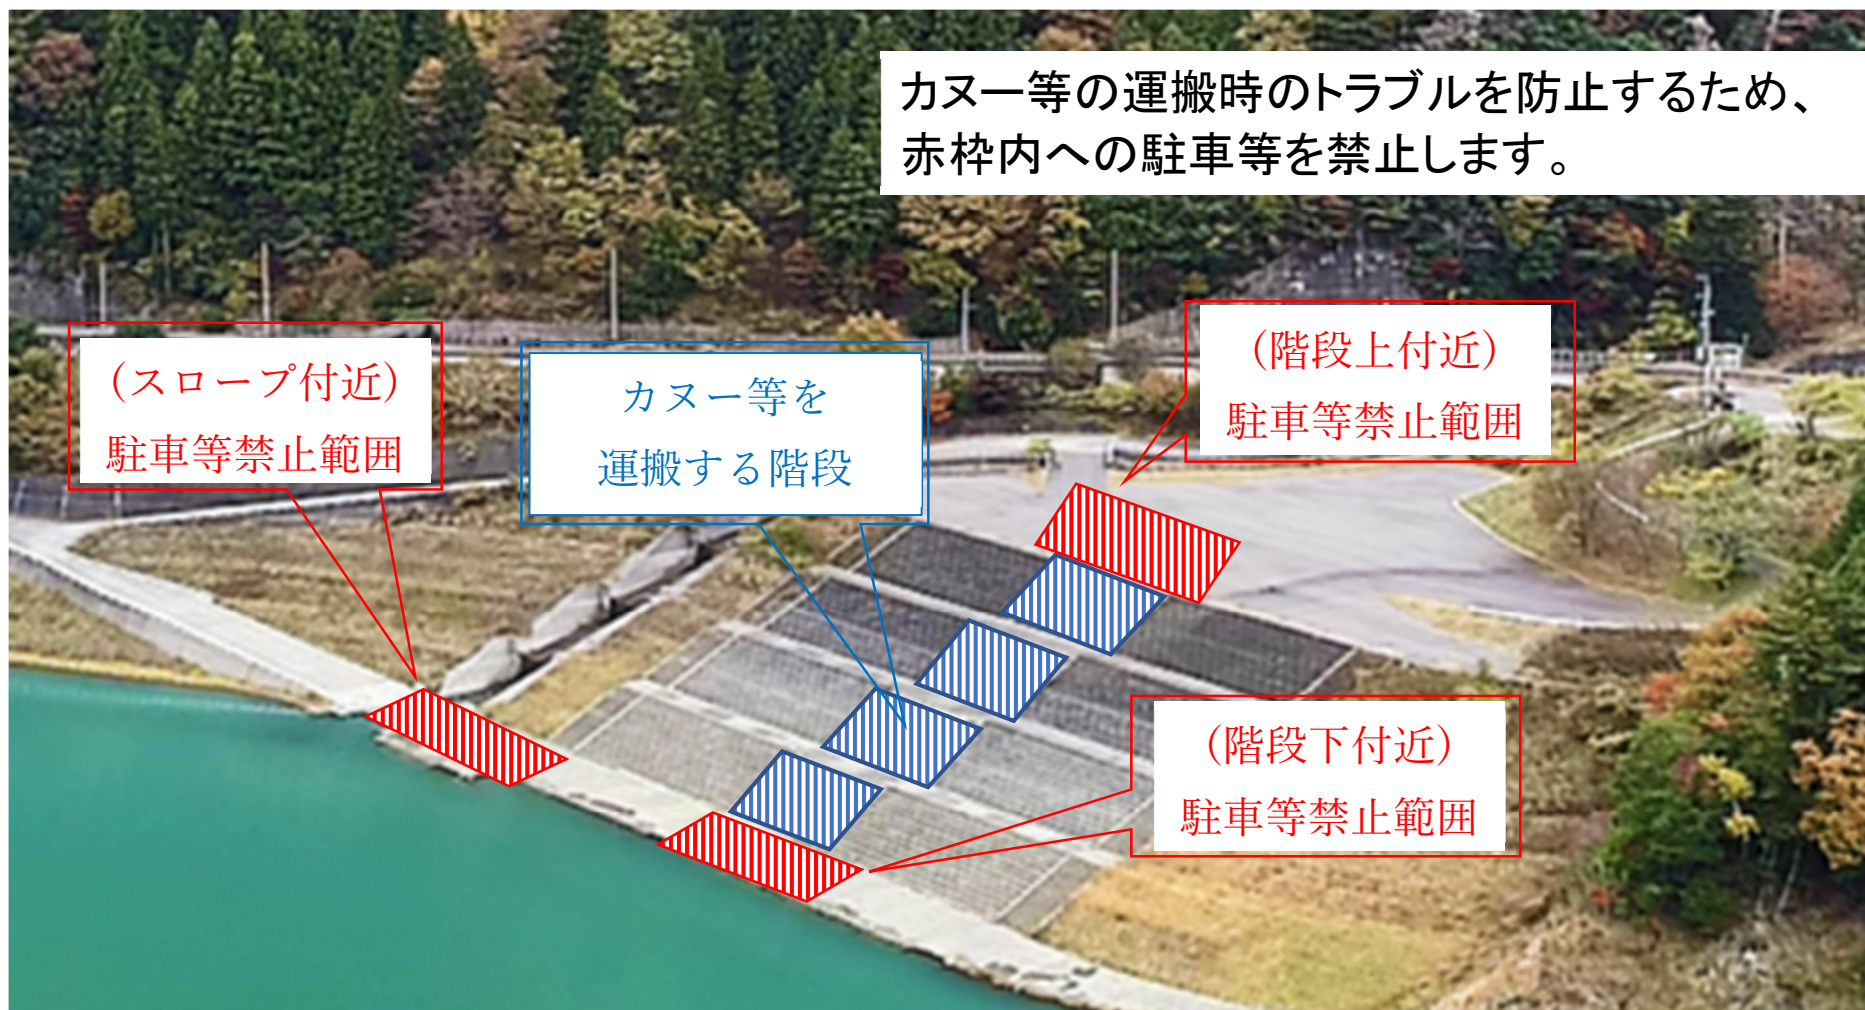 カヌー等の運搬時のトラブルを防止するため、
赤枠内への駐車等を禁止します。
（階段上付近）
駐車等禁止範囲
（スロープ付近）
駐車等禁止範囲
カヌー等を
運搬する階段
（階段下付近）
駐車等禁止範囲